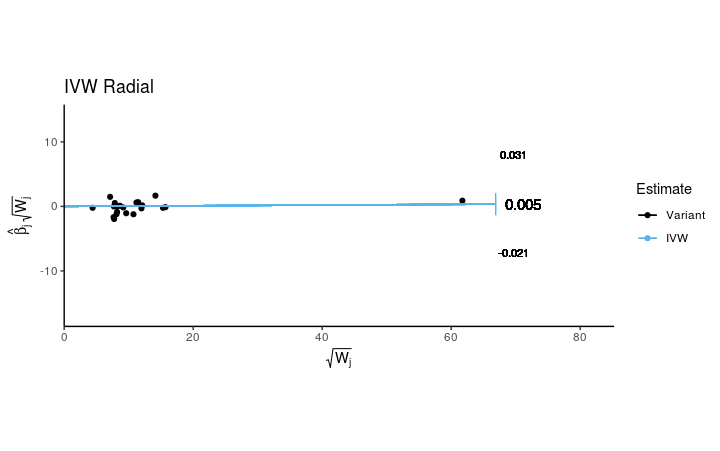 IVW Radial
β̂ⱼ√Wⱼ
10
0
-10
0.031
0.005
-0.021
0
20
40
60
80
√Wⱼ
Estimate
Variant
IVW